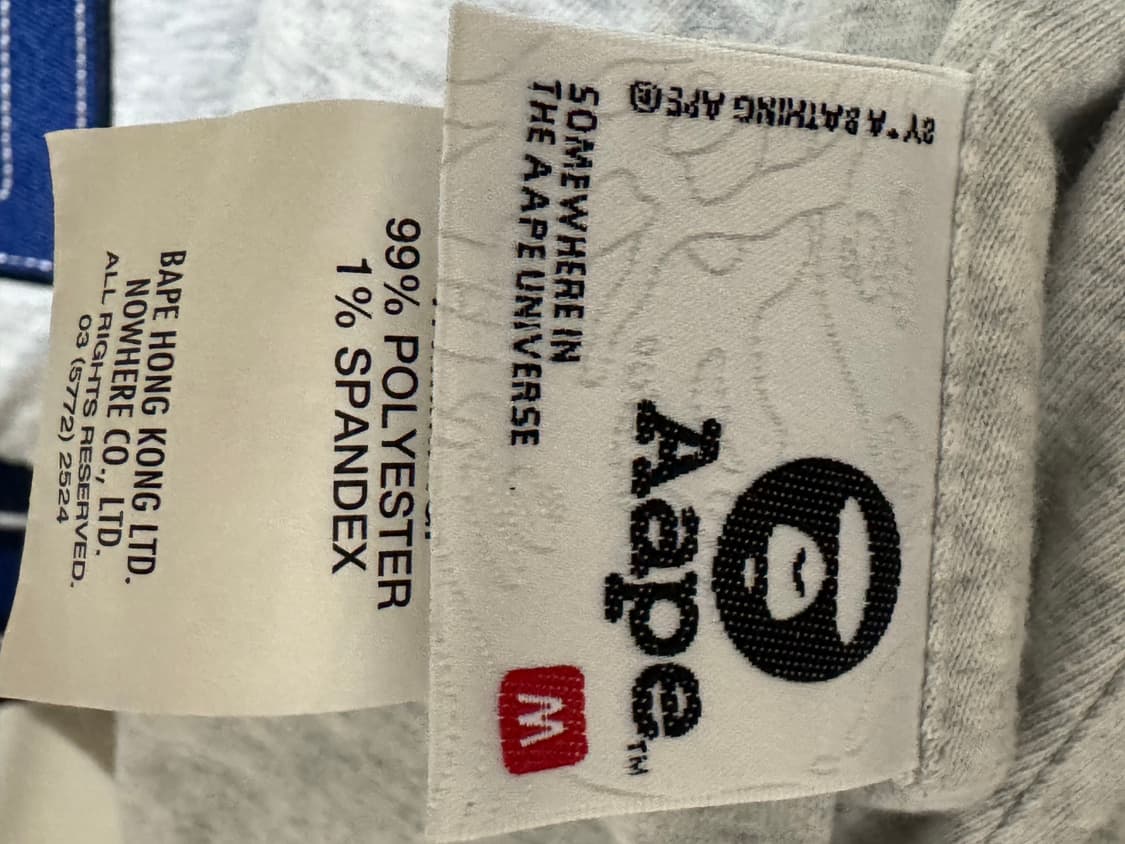 BY *A BATHING APE®
Aape™
SOMEWHERE IN
THE AAPE UNIVERSE
M
99% POLYESTER
1% SPANDEX
BAPE HONG KONG LTD.
NOWHERE CO., LTD.
ALL RIGHTS RESERVED.
03 (5772) 2524